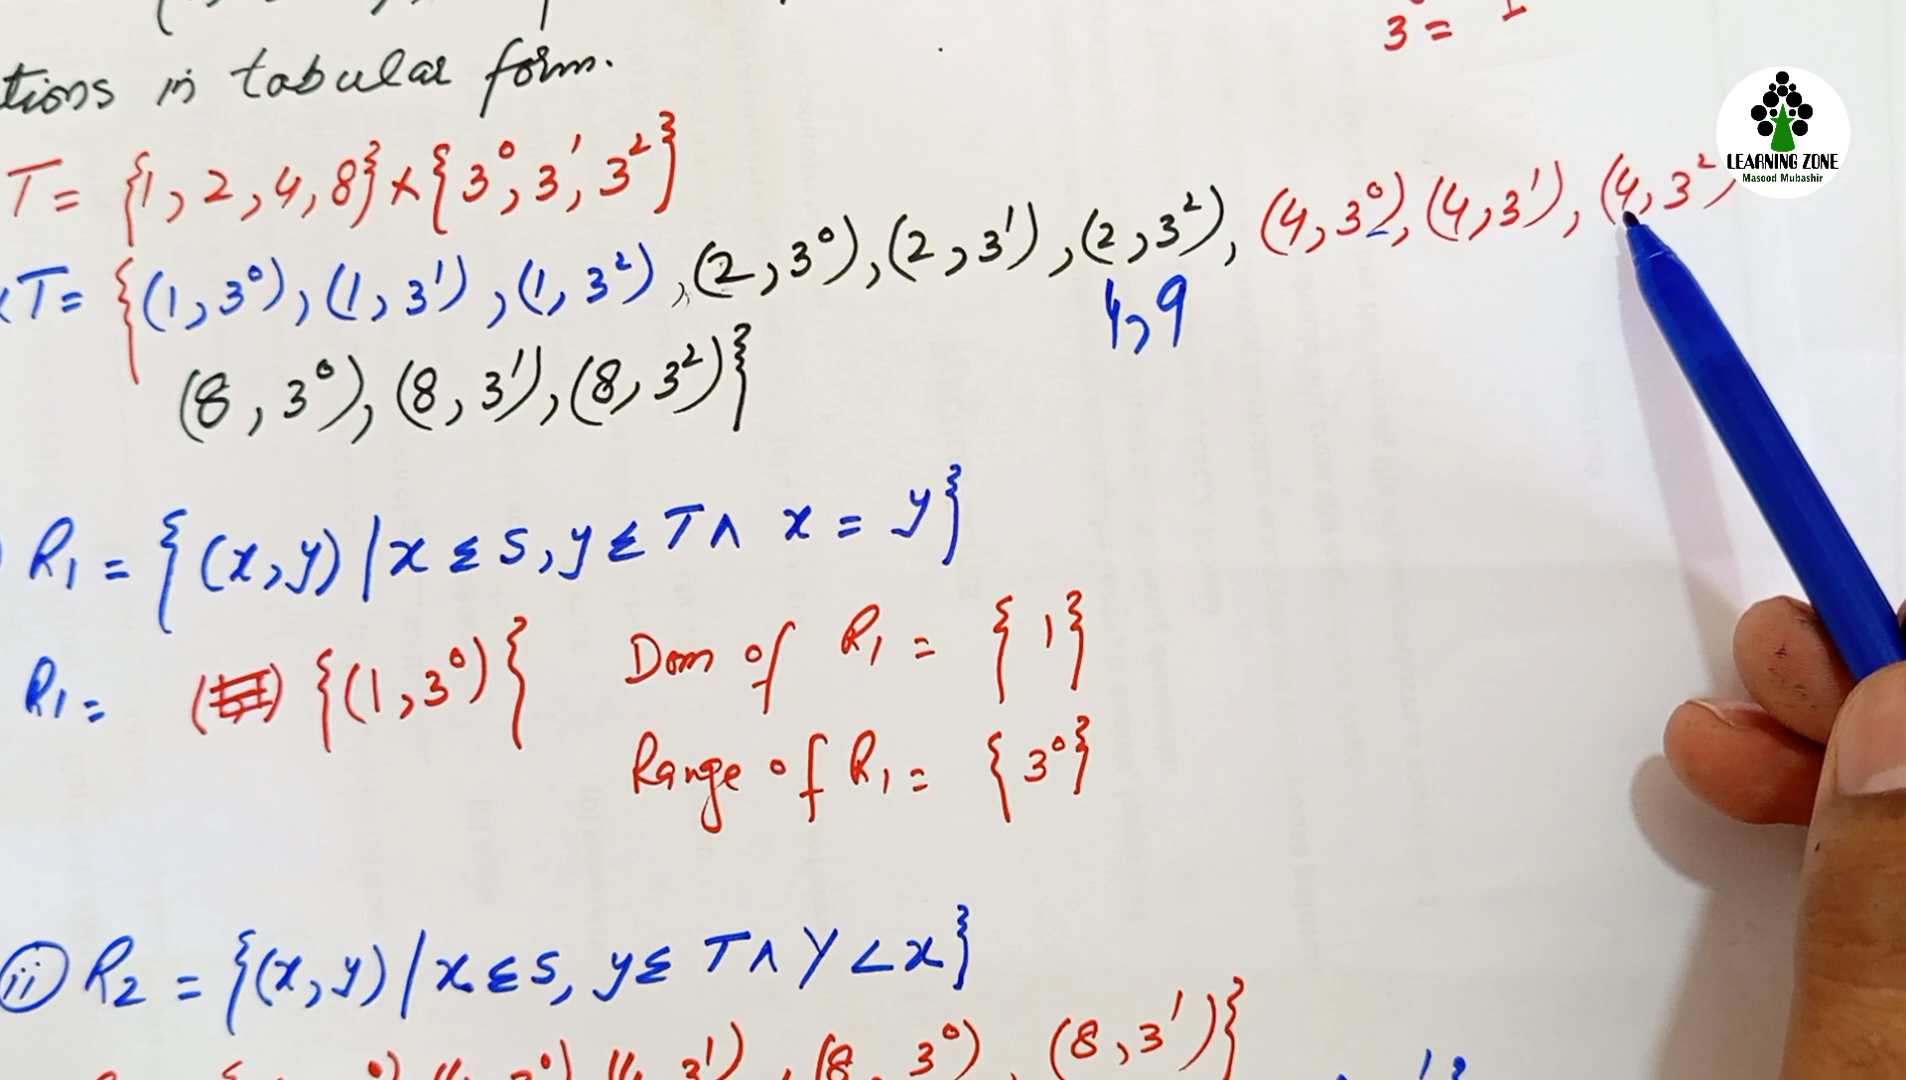 3⁰ = 1
tions in tabular form.
T = {1, 2, 4, 8} × {3⁰, 3¹, 3²}
T = {(1, 3⁰), (1, 3¹), (1, 3²), (2, 3⁰), (2, 3¹), (2, 3²), (4, 3⁰), (4, 3¹), (4, 3²)
4, 9
(8, 3⁰), (8, 3¹), (8, 3²)}
R₁ = {(x, y) / x ∈ S, y ∈ T ∧ x = y}
R₁ = {(1, 3⁰)}
Dom of R₁ = {1}
Range of R₁ = {3⁰}
ii R₂ = {(x, y) / x ∈ S, y ∈ T ∧ y < x}
(8, 3⁰), (8, 3¹)}
LEARNING ZONE
Masood Mubashir